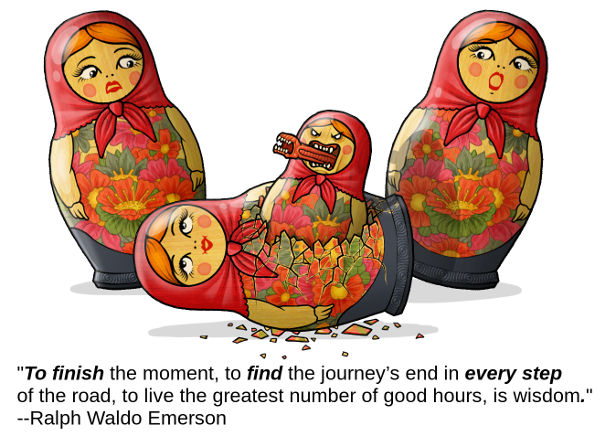 "To finish the moment, to find the journey’s end in every step
of the road, to live the greatest number of good hours, is wisdom."
--Ralph Waldo Emerson